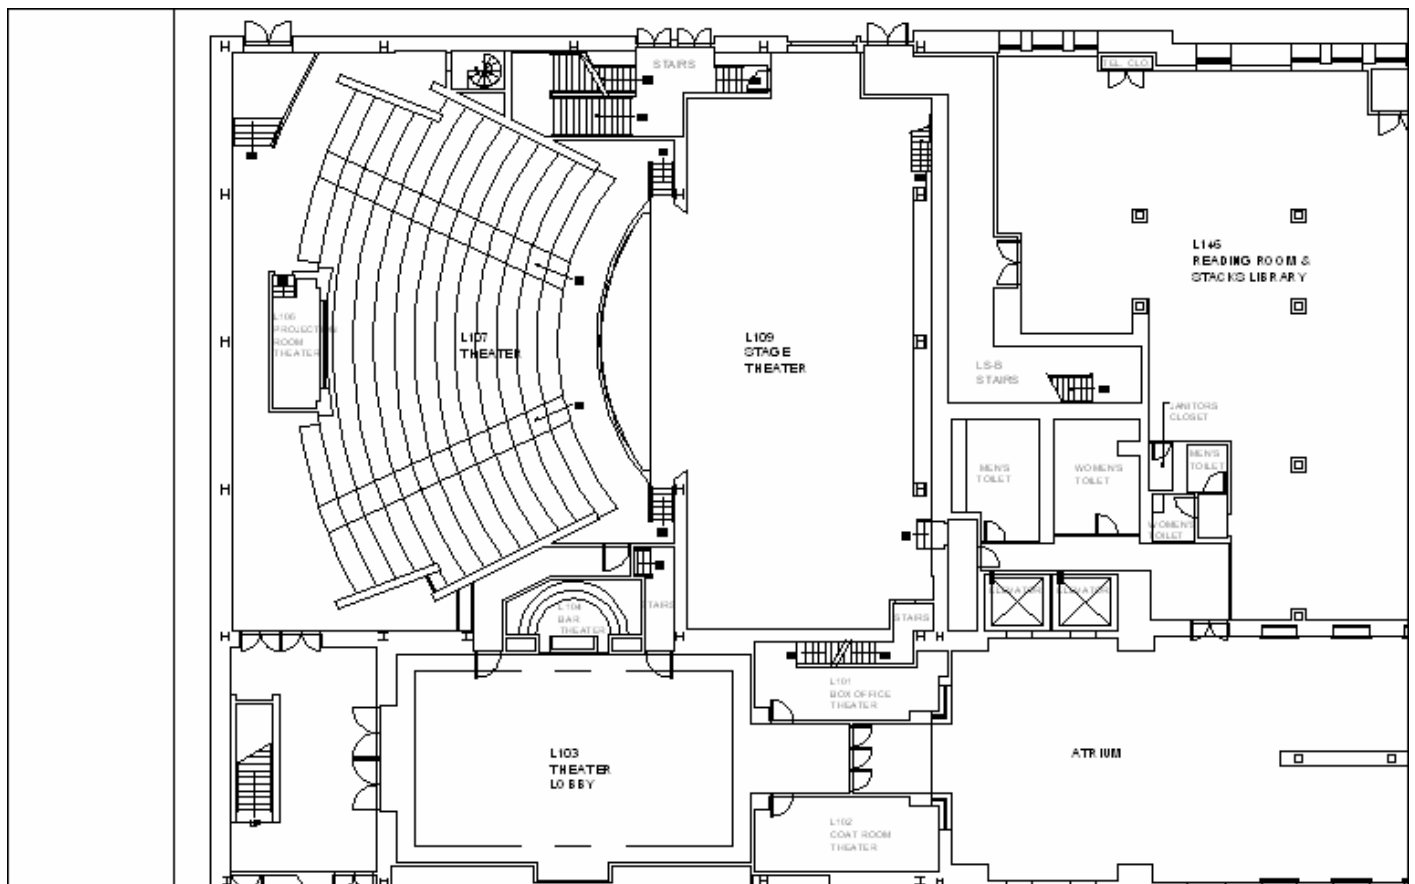 STAIRS
TEL. CLO.
L146
READING ROOM &
STACKS LIBRARY
L106
PROJECTION
ROOM
THEATER
L107
THEATER
L109
STAGE
THEATER
LS-B
STAIRS
JANITORS
CLOSET
MEN'S
TOILET
WOMEN'S
TOILET
MEN'S
TOILET
WOMEN'S
TOILET
ELEVATOR
ELEVATOR
L104
BAR
THEATER
STAIRS
STAIRS
L101
BOX OFFICE
THEATER
L103
THEATER
LOBBY
ATRIUM
L102
COAT ROOM
THEATER
UP